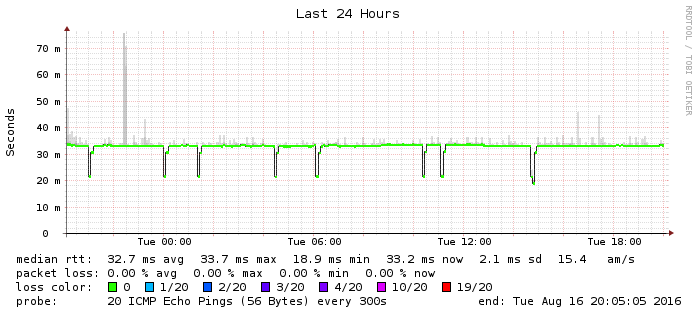 Last 24 Hours
RRDTOOL / TOBI OETIKER
Seconds
70 m
60 m
50 m
40 m
30 m
20 m
10 m
0
Tue 00:00 Tue 06:00 Tue 12:00 Tue 18:00
median rtt: 32.7 ms avg 33.7 ms max 18.9 ms min 33.2 ms now 2.1 ms sd 15.4 am/s
packet loss: 0.00 % avg 0.00 % max 0.00 % min 0.00 % now
loss color: 0 1/20 2/20 3/20 4/20 10/20 19/20
probe: 20 ICMP Echo Pings (56 Bytes) every 300s end: Tue Aug 16 20:05:05 2016